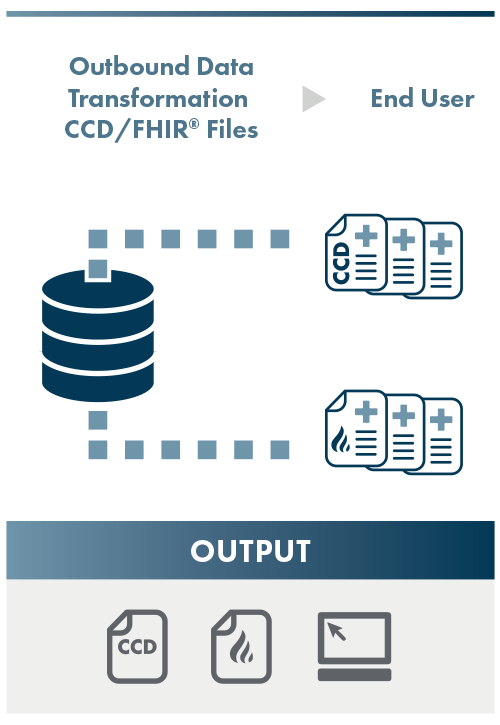 Outbound Data
Transformation
CCD/FHIR® Files
End User
CCD
OUTPUT
CCD